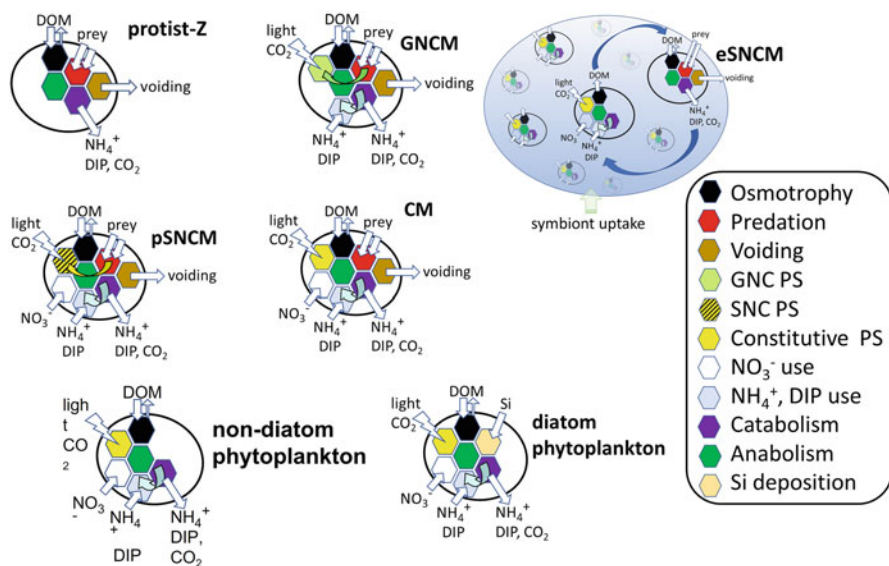 protist-Z
DOM
prey
voiding
NH4+
DIP, CO2
GNCM
light
CO2
DOM
prey
voiding
NH4+
DIP
NH4+
DIP, CO2
eSNCM
DOM
prey
voiding
NH4+
DIP, CO2
light
CO2
DOM
NO3-
NH4+
DIP
symbiont uptake
pSNCM
light
CO2
DOM
prey
voiding
NO3-
NH4+
DIP
NH4+
DIP, CO2
CM
light
CO2
DOM
prey
voiding
NH4+
DIP
NH4+
DIP, CO2
non-diatom
phytoplankton
ligh
t
CO
2
DOM
NO3
-
NH4
+
DIP
NH4+
DIP,
CO2
diatom
phytoplankton
light
CO2
DOM
Si
NO3-
NH4+
DIP
NH4+
DIP, CO2
Osmotrophy
Predation
Voiding
GNC PS
SNC PS
Constitutive PS
NO3- use
NH4+, DIP use
Catabolism
Anabolism
Si deposition